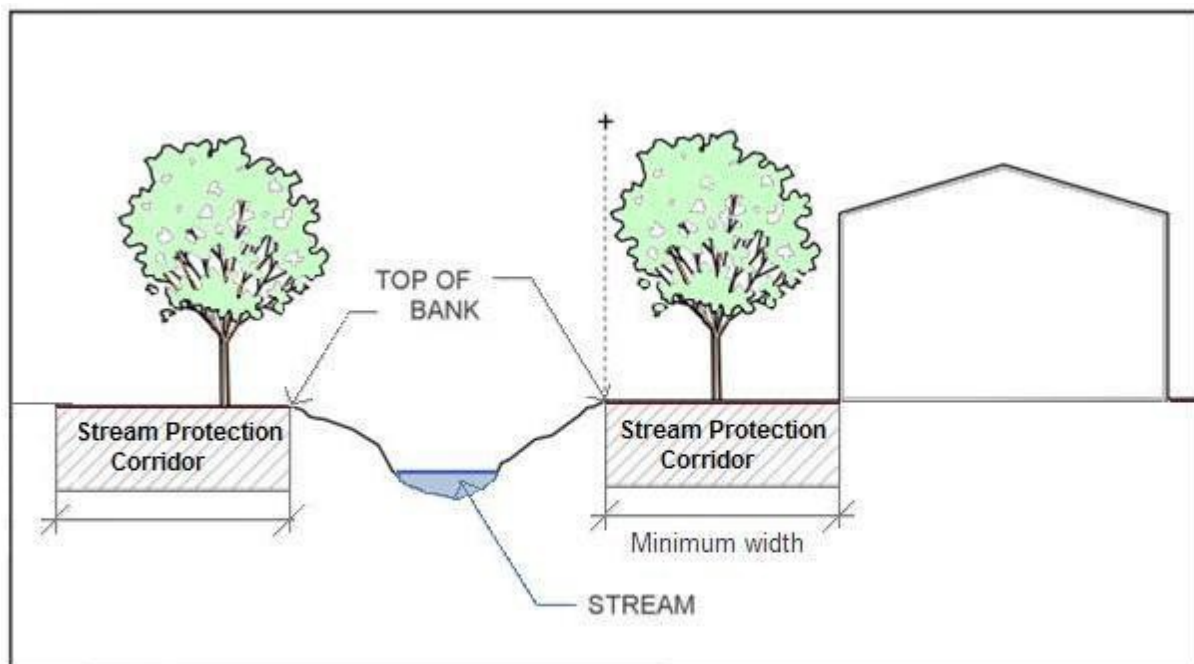 TOP OF
BANK
Stream Protection
Corridor
Stream Protection
Corridor
Minimum width
STREAM